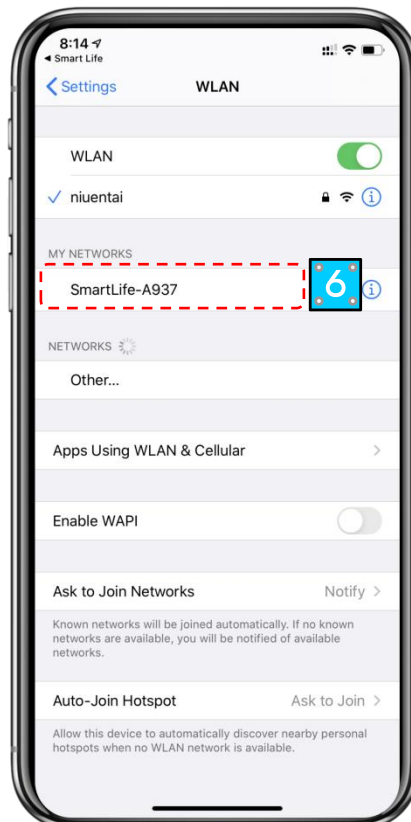 8:14
Smart Life
Settings
WLAN
WLAN
niuentai
MY NETWORKS
SmartLife-A937
6
NETWORKS
Other...
Apps Using WLAN & Cellular
Enable WAPI
Ask to Join Networks
Notify
Known networks will be joined automatically. If no known
networks are available, you will be notified of available
networks.
Auto-Join Hotspot
Ask to Join
Allow this device to automatically discover nearby personal
hotspots when no WLAN network is available.